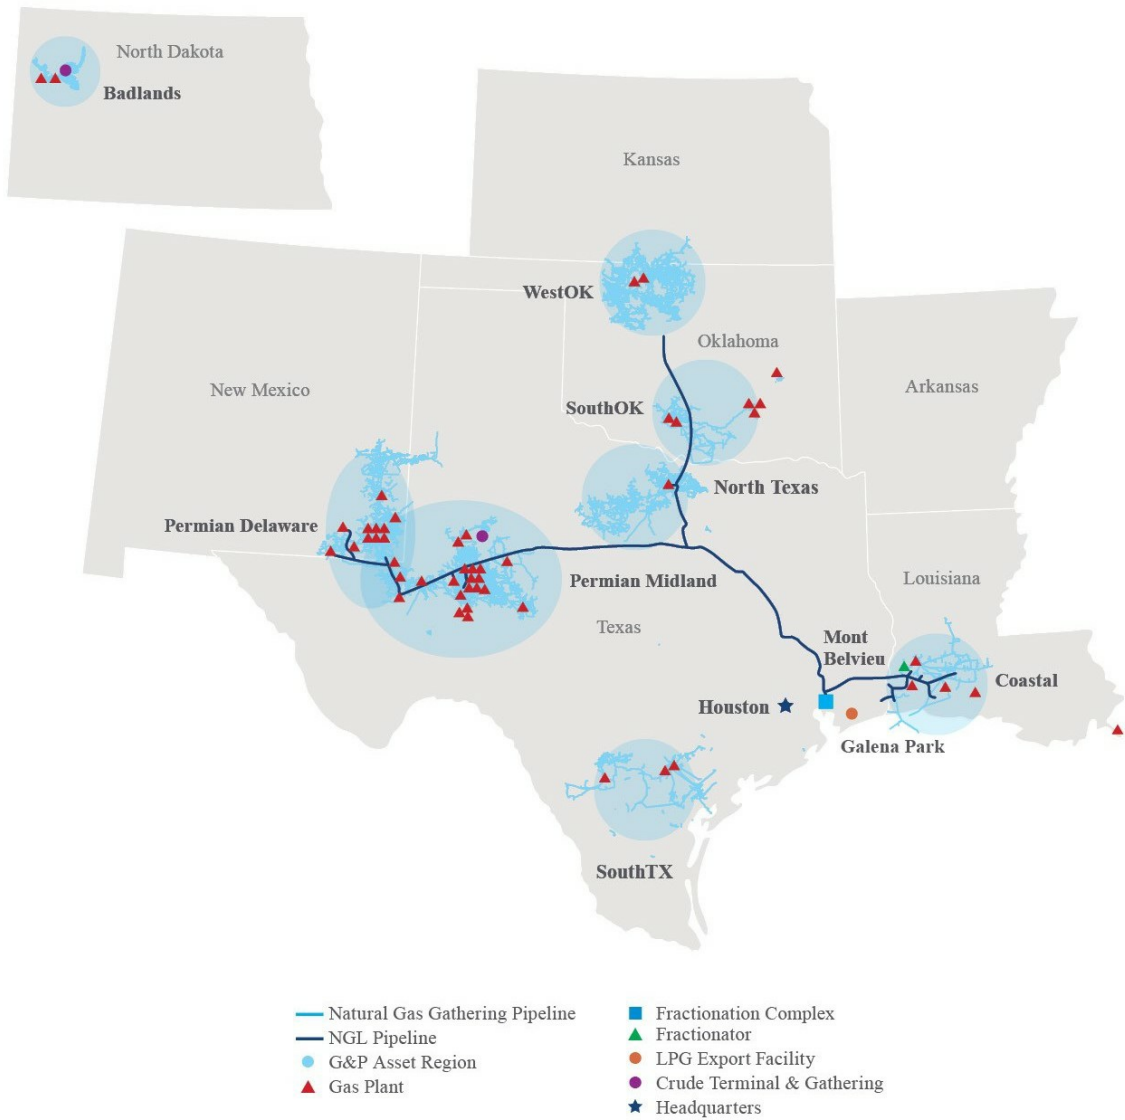 North Dakota
Badlands
Kansas
WestOK
Oklahoma
New Mexico
Arkansas
SouthOK
North Texas
Permian Delaware
Permian Midland
Louisiana
Texas
Mont
Belvieu
Coastal
Houston
Galena Park
SouthTX
Natural Gas Gathering Pipeline
NGL Pipeline
G&P Asset Region
Gas Plant
Fractionation Complex
Fractionator
LPG Export Facility
Crude Terminal & Gathering
Headquarters